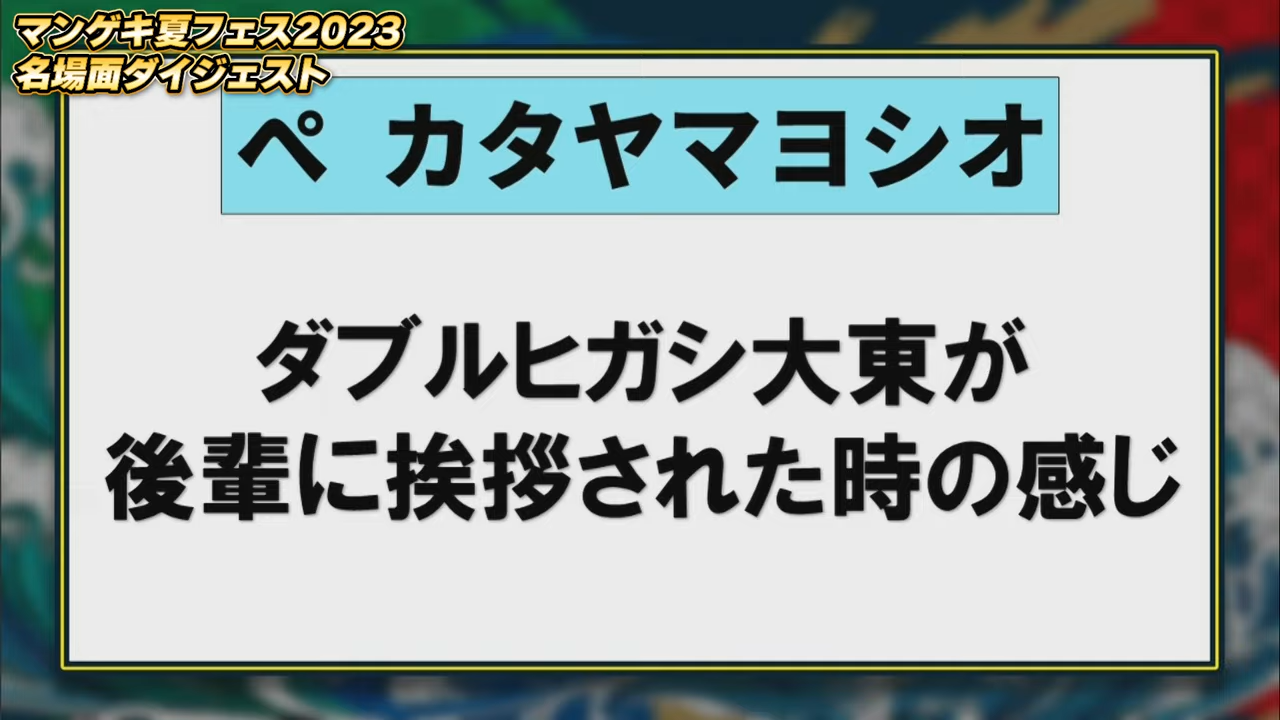 マンゲキ夏フェス2023
名場面ダイジェスト
ペ カタヤマヨシオ
ダブルヒガシ大東が
後輩に挨拶された時の感じ